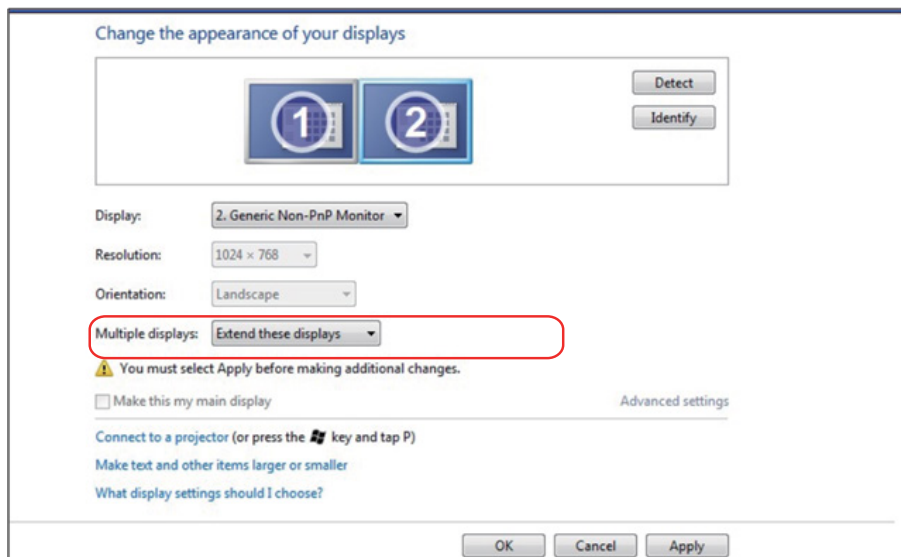 Change the appearance of your displays
1
2
Detect
Identify
Display:
2. Generic Non-PnP Monitor
Resolution:
1024 × 768
Orientation:
Landscape
Multiple displays:
Extend these displays
You must select Apply before making additional changes.
Make this my main display
Advanced settings
Connect to a projector (or press the key and tap P)
Make text and other items larger or smaller
What display settings should I choose?
OK
Cancel
Apply